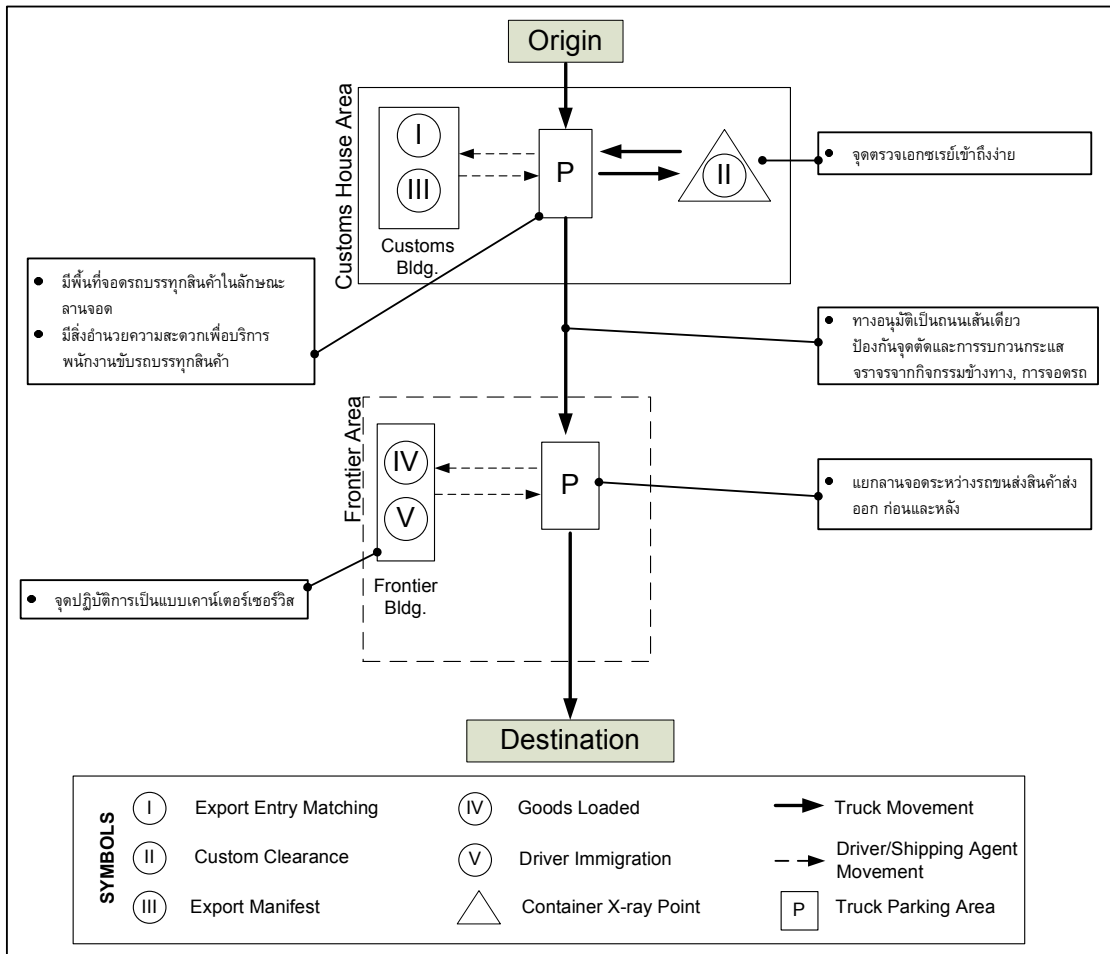 Origin
Customs House Area
I
III
Customs
Bldg.
P
II
• จุดตรวจเอกซเรย์เข้าถึงง่าย
• มีพื้นที่จอดรถบรรทุกสินค้าในลักษณะ
ลานจอด
• มีสิ่งอำนวยความสะดวกเพื่อบริการ
พนักงานขับรถบรรทุกสินค้า
• ทางอนุมัติเป็นถนนเส้นเดียว
ป้องกันจุดตัดและการรบกวนกระแส
จราจรจากกิจกรรมข้างทาง, การจอดรถ
Frontier Area
IV
V
Frontier
Bldg.
P
• แยกลานจอดระหว่างรถขนส่งสินค้าส่ง
ออก ก่อนและหลัง
• จุดปฏิบัติการเป็นแบบเคาน์เตอร์เซอร์วิส
Destination
SYMBOLS
I Export Entry Matching
II Custom Clearance
III Export Manifest
IV Goods Loaded
V Driver Immigration
Container X-ray Point
Truck Movement
Driver/Shipping Agent
Movement
P Truck Parking Area